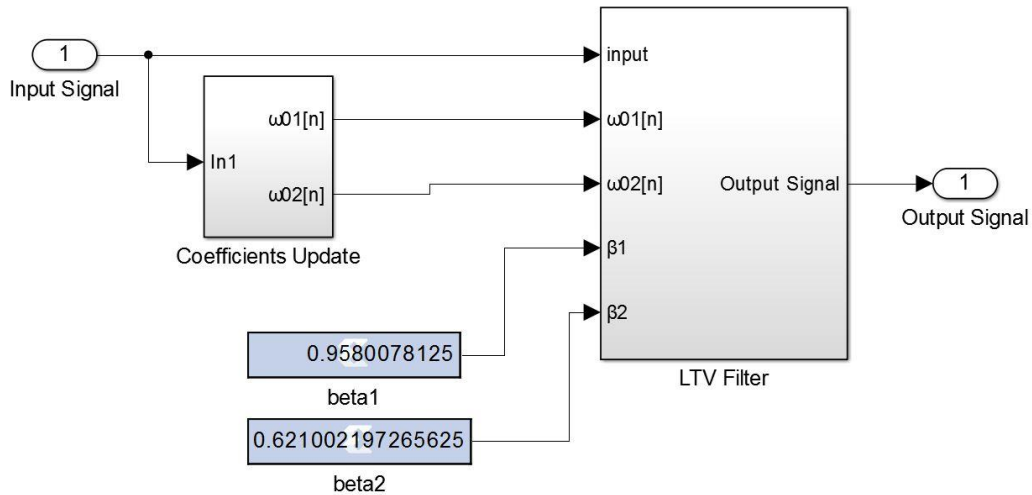 1
Input Signal
In1
ω01[n]
ω02[n]
Coefficients Update
input
ω01[n]
ω02[n]
β1
β2
Output Signal
LTV Filter
1
Output Signal
0.9580078125
beta1
0.621002197265625
beta2